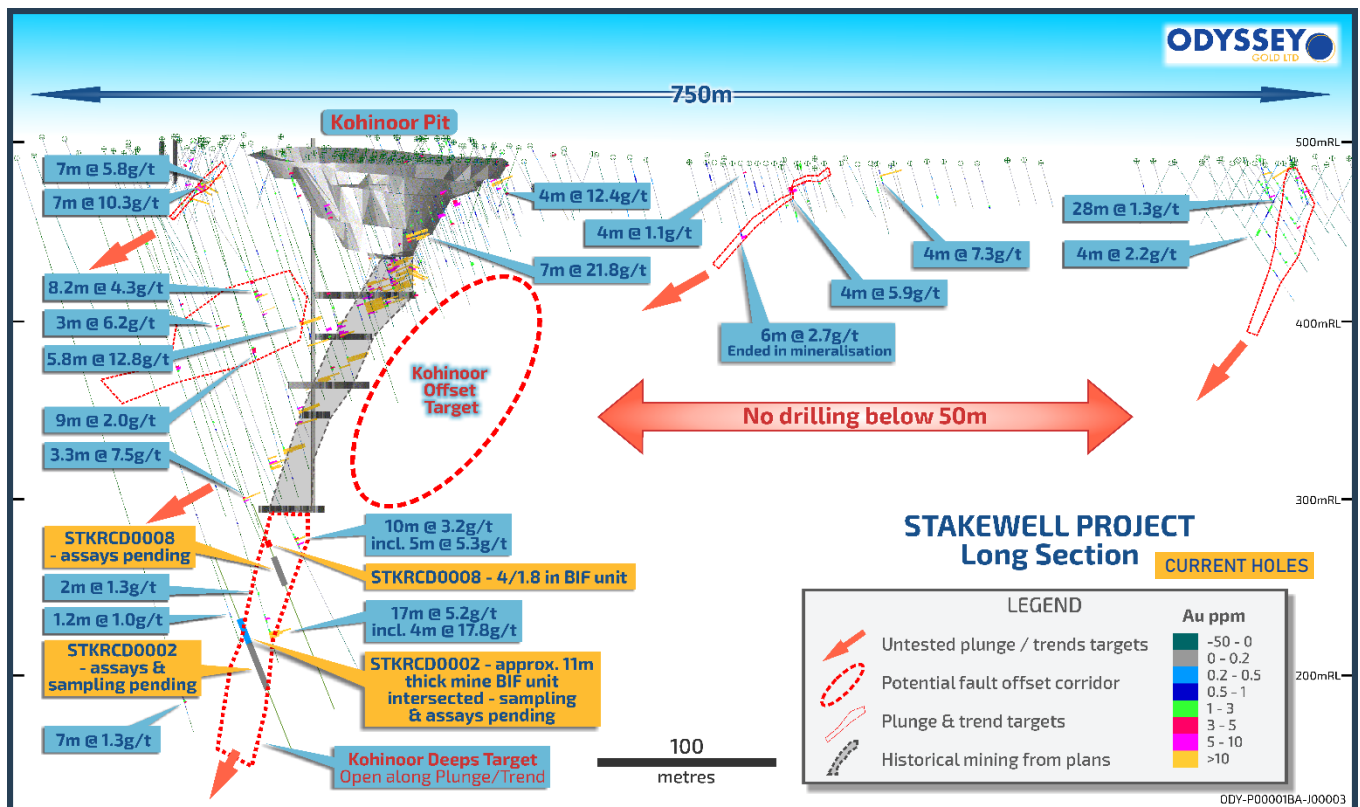 ODYSSEY
GOLD LTD
750m
Kohinoor Pit
500mRL
7m @ 5.8g/t
7m @ 10.3g/t
4m @ 12.4g/t
4m @ 1.1g/t
7m @ 21.8g/t
4m @ 7.3g/t
4m @ 5.9g/t
6m @ 2.7g/t
Ended in mineralisation
28m @ 1.3g/t
4m @ 2.2g/t
8.2m @ 4.3g/t
3m @ 6.2g/t
5.8m @ 12.8g/t
400mRL
Kohinoor
Offset
Target
No drilling below 50m
9m @ 2.0g/t
3.3m @ 7.5g/t
300mRL
STKRCD0008
- assays pending
10m @ 3.2g/t
incl. 5m @ 5.3g/t
STKRCD0008 - 4/1.8 in BIF unit
2m @ 1.3g/t
1.2m @ 1.0g/t
17m @ 5.2g/t
incl. 4m @ 17.8g/t
STKRCD0002
- assays &
sampling pending
STKRCD0002 - approx. 11m
thick mine BIF unit
intersected - sampling
& assays pending
7m @ 1.3g/t
Kohinoor Deeps Target
Open along Plunge/Trend
100
metres
STAKEWELL PROJECT
Long Section
CURRENT HOLES
LEGEND
Untested plunge / trends targets
Potential fault offset corridor
Plunge & trend targets
Historical mining from plans
Au ppm
-50 - 0
0 - 0.2
0.2 - 0.5
0.5 - 1
1 - 3
3 - 5
5 - 10
>10
200mRL
ODY-P00001BA-J00003